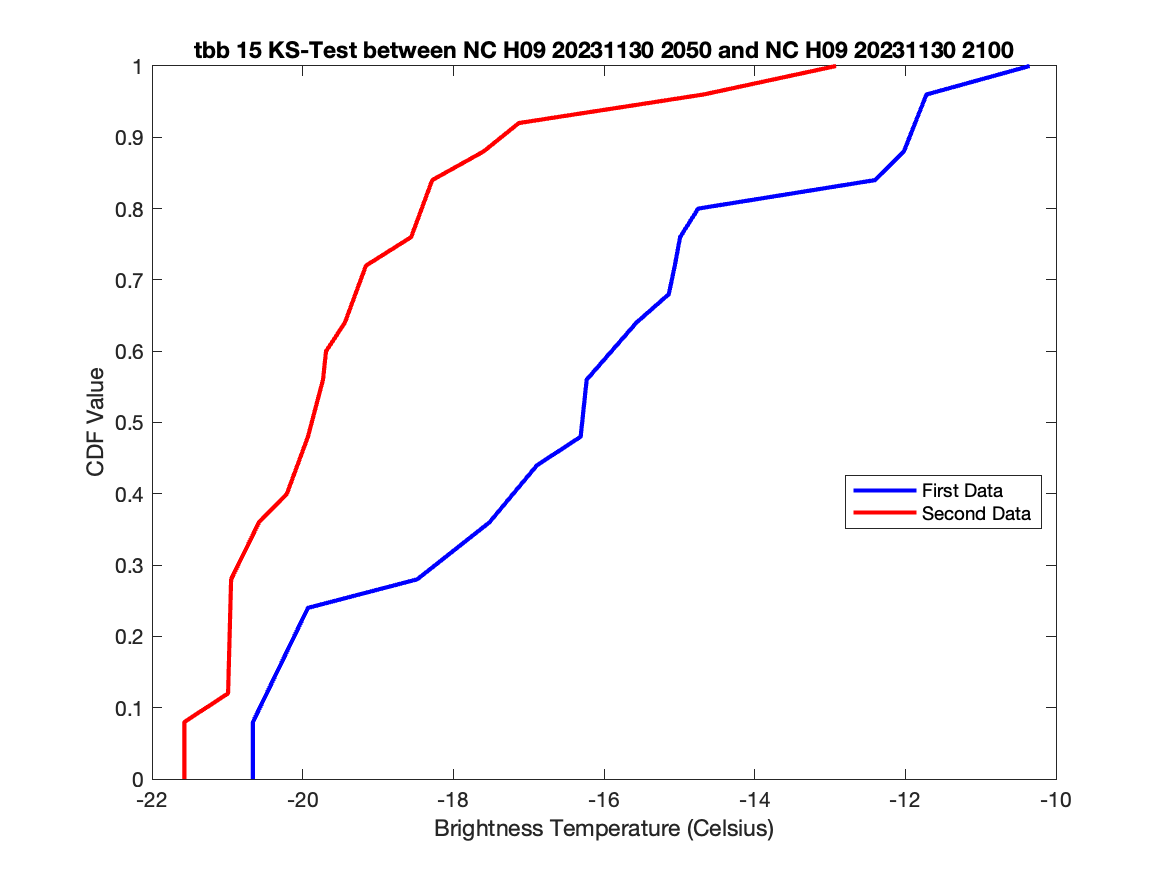 tbb 15 KS-Test between NC H09 20231130 2050 and NC H09 20231130 2100
1
0.9
0.8
0.7
0.6
0.5
0.4
0.3
0.2
0.1
0
CDF Value
First Data
Second Data
-22 -20 -18 -16 -14 -12 -10
Brightness Temperature (Celsius)